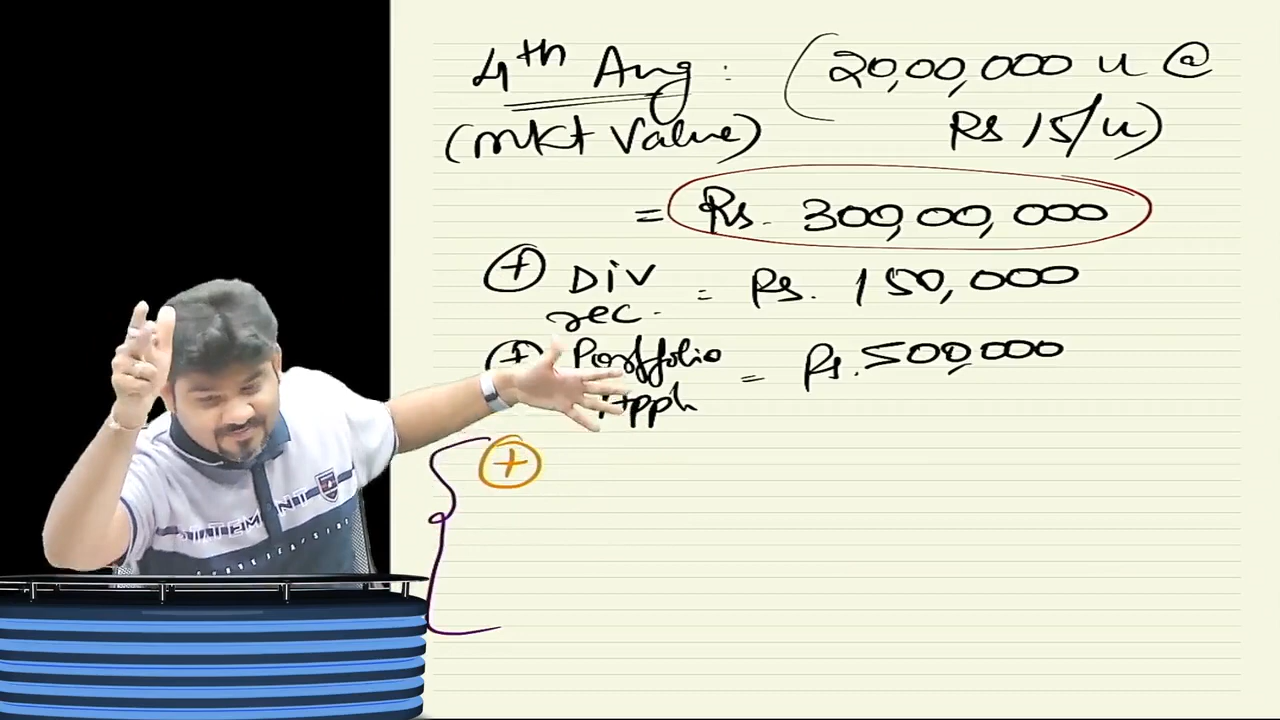 4th Aug : (20,00,000 u @
(mkt Value) Rs 15/u)
= Rs. 300,00,000
+ Div rec. = Rs. 150,000
+ Portfolio = Rs. 500,000
+